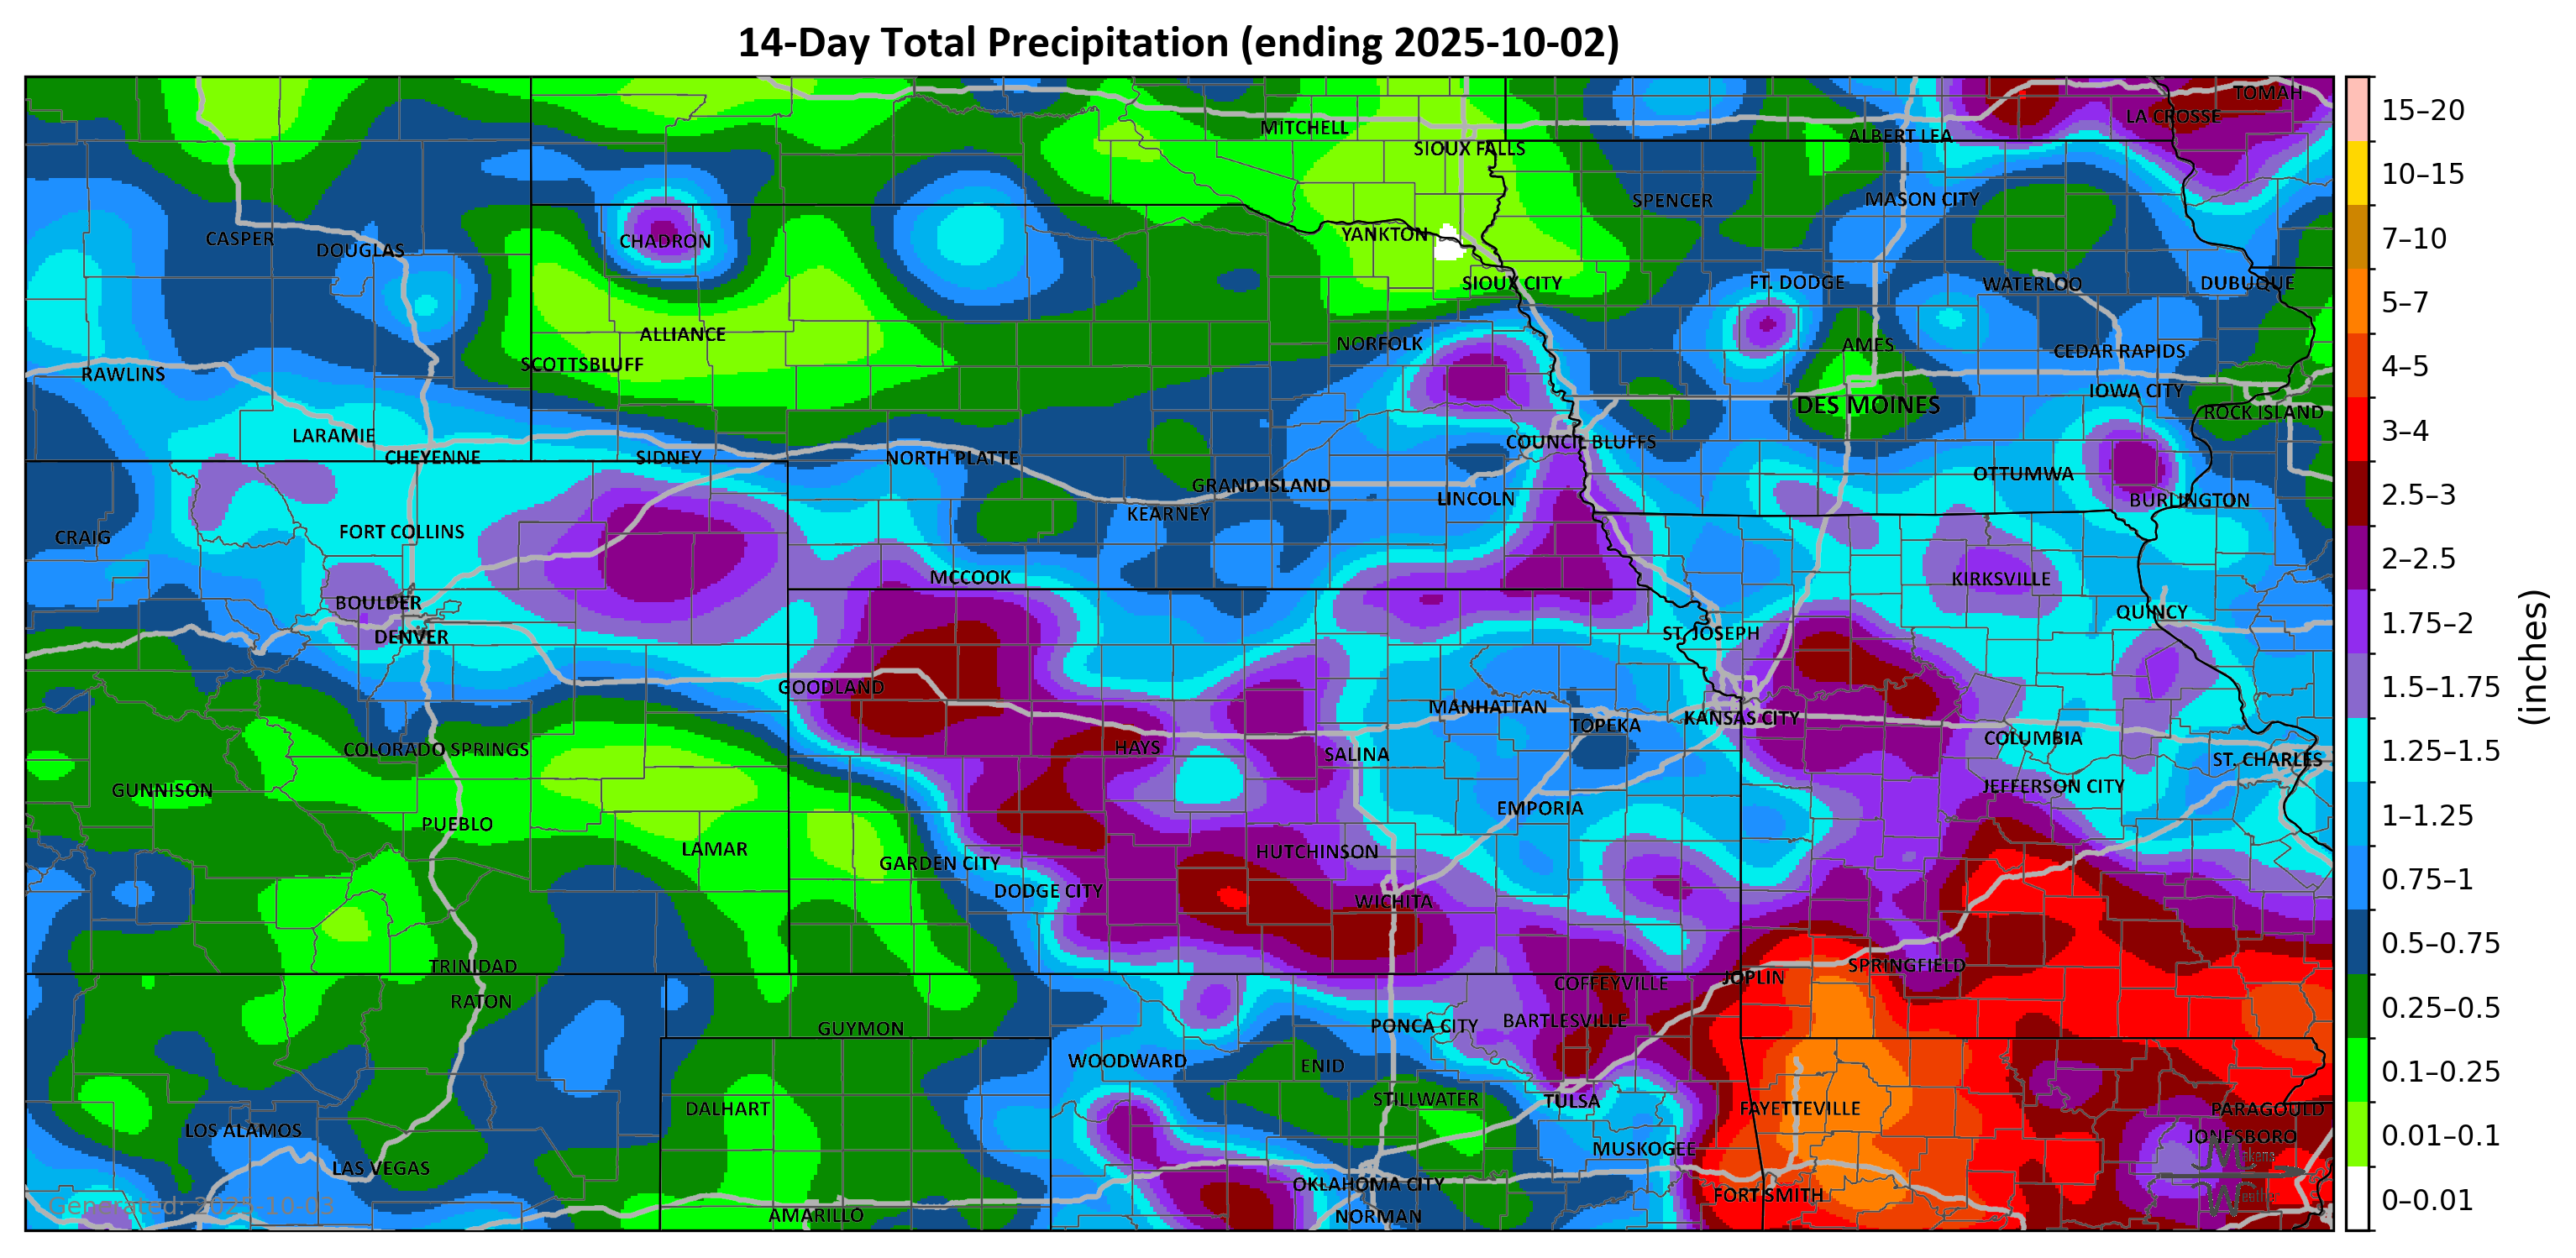 14-Day Total Precipitation (ending 2025-10-02)
TOMAH
LA CROSSE
MITCHELL
ALBERT LEA
SIOUX FALLS
SPENCER
MASON CITY
CASPER
DOUGLAS
CHADRON
YANKTON
SIOUX CITY
FT. DODGE
WATERLOO
DUBUQUE
ALLIANCE
NORFOLK
AMES
CEDAR RAPIDS
SCOTTSBLUFF
RAWLINS
IOWA CITY
DES MOINES
ROCK ISLAND
LARAMIE
COUNCIL BLUFFS
CHEYENNE
SIDNEY
NORTH PLATTE
OTTUMWA
GRAND ISLAND
LINCOLN
BURLINGTON
KEARNEY
CRAIG
FORT COLLINS
MCCOOK
KIRKSVILLE
BOULDER
QUINCY
DENVER
ST. JOSEPH
GOODLAND
MANHATTAN
TOPEKA
KANSAS CITY
COLORADO SPRINGS
HAYS
SALINA
COLUMBIA
ST. CHARLES
GUNNISON
JEFFERSON CITY
EMPORIA
PUEBLO
LAMAR
GARDEN CITY
HUTCHINSON
DODGE CITY
WICHITA
TRINIDAD
SPRINGFIELD
JOPLIN
COFFEYVILLE
RATON
GUYMON
PONCA CITY
BARTLESVILLE
WOODWARD
ENID
DALHART
STILLWATER
TULSA
FAYETTEVILLE
PARAGOULD
LOS ALAMOS
JONESBORO
MUSKOGEE
LAS VEGAS
OKLAHOMA CITY
FORT SMITH
AMARILLO
NORMAN
Generated: 2025-10-03
Makens
Weather
15–20
10–15
7–10
5–7
4–5
3–4
2.5–3
2–2.5
1.75–2
1.5–1.75
1.25–1.5
1–1.25
0.75–1
0.5–0.75
0.25–0.5
0.1–0.25
0.01–0.1
0–0.01
(inches)